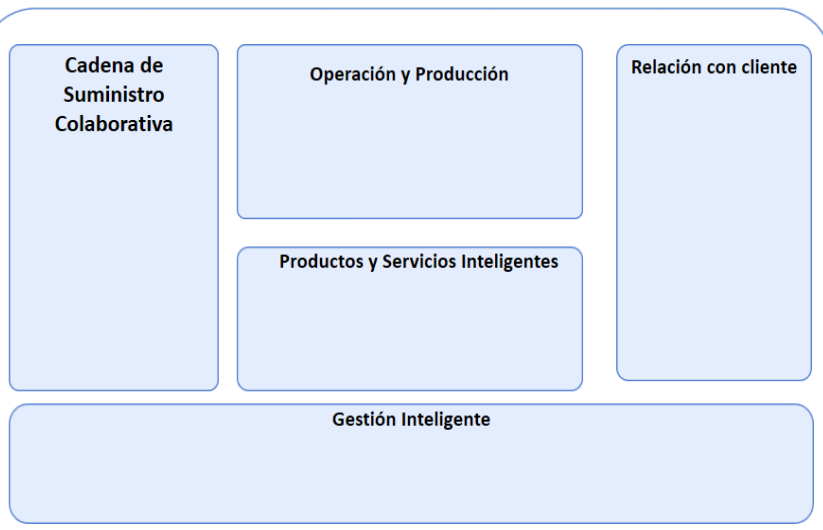 Cadena de
Suministro
Colaborativa
Operación y Producción
Relación con cliente
Productos y Servicios Inteligentes
Gestión Inteligente